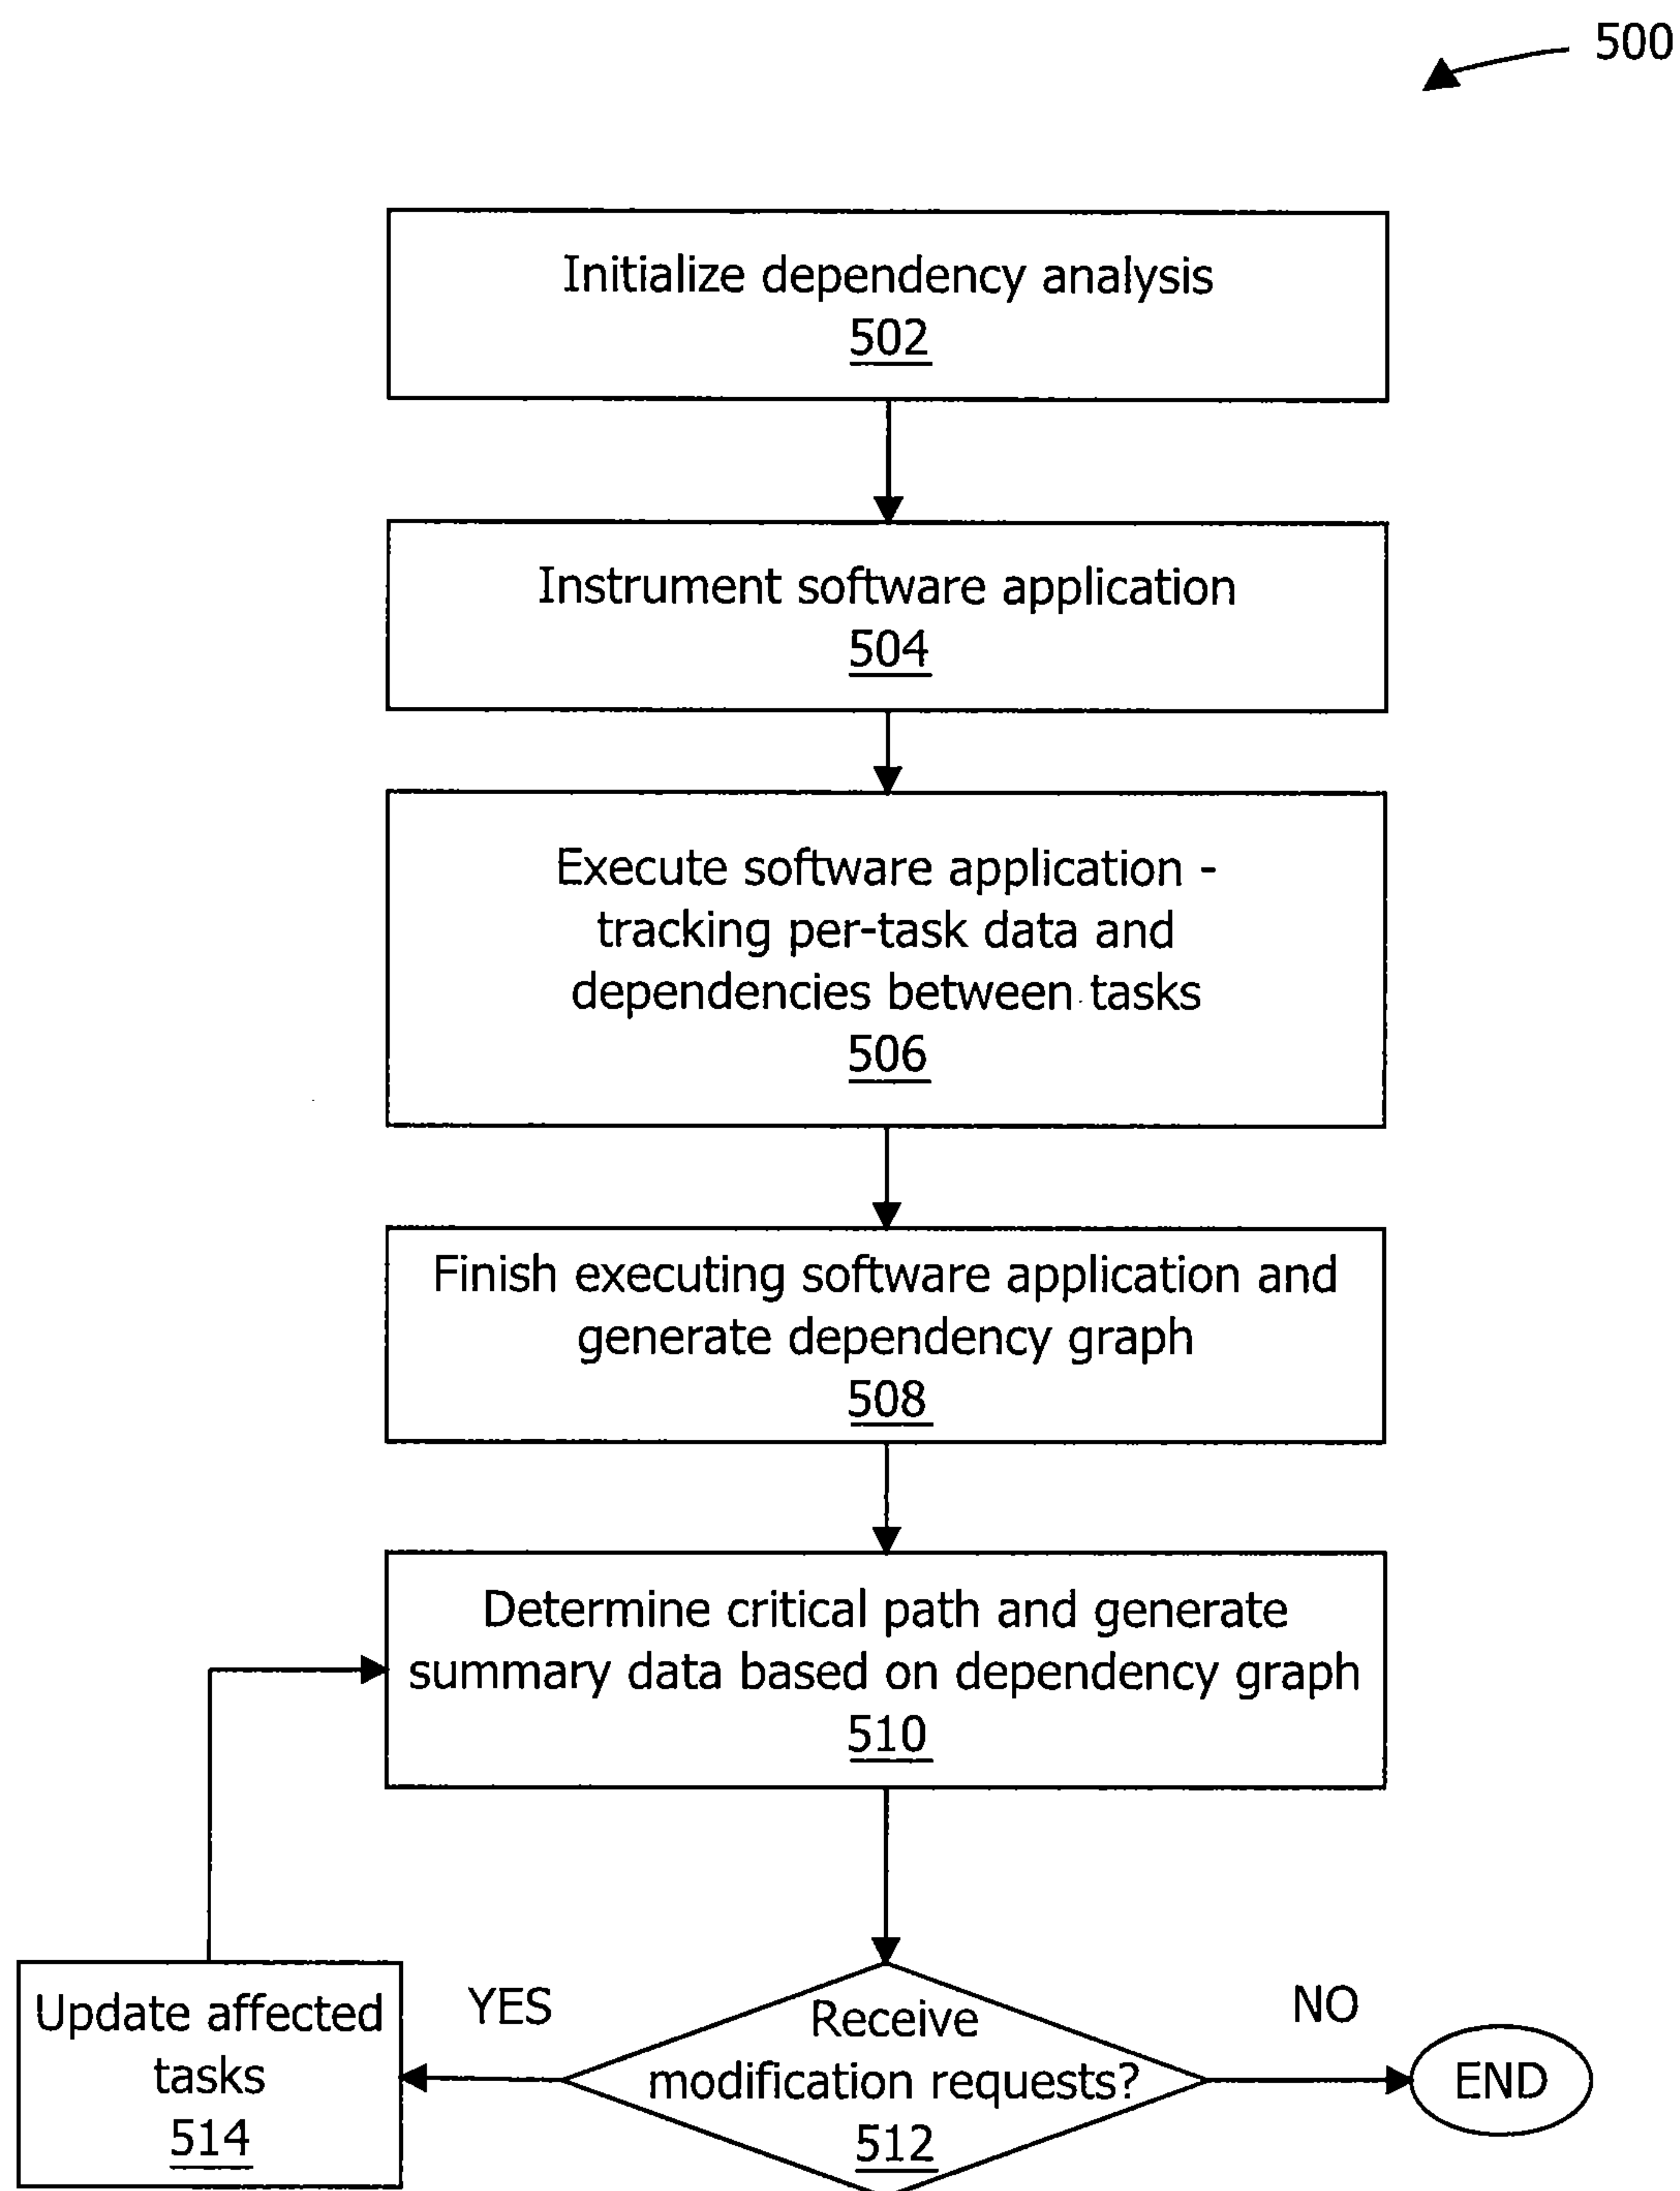 500
Initialize dependency analysis
502
Instrument software application
504
Execute software application -
tracking per-task data and
dependencies between tasks
506
Finish executing software application and
generate dependency graph
508
Determine critical path and generate
summary data based on dependency graph
510
Update affected
tasks
514
YES
Receive
modification requests?
512
NO
END